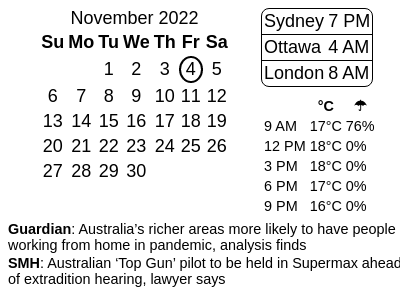 November 2022
Su Mo Tu We Th Fr Sa
1 2 3 4 5
6 7 8 9 10 11 12
13 14 15 16 17 18 19
20 21 22 23 24 25 26
27 28 29 30
Sydney 7 PM
Ottawa 4 AM
London 8 AM
°C ☂
9 AM 17°C 76%
12 PM 18°C 0%
3 PM 18°C 0%
6 PM 17°C 0%
9 PM 16°C 0%
Guardian: Australia’s richer areas more likely to have people
working from home in pandemic, analysis finds
SMH: Australian ‘Top Gun’ pilot to be held in Supermax ahead
of extradition hearing, lawyer says